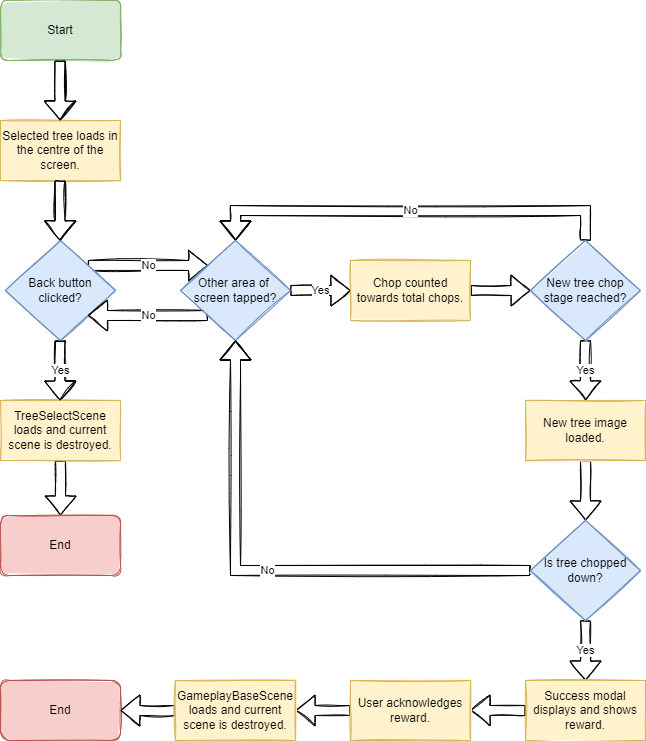 Start
Selected tree loads in
the centre of the
screen.
No
Back button
clicked?
No
Other area of
screen tapped?
No
Yes
Chop counted
towards total chops.
New tree chop
stage reached?
Yes
Yes
TreeSelectScene
loads and current
scene is destroyed.
New tree image
loaded.
End
Is tree chopped
down?
No
Yes
End
GameplayBaseScene
loads and current
scene is destroyed.
User acknowledges
reward.
Success modal
displays and shows
reward.